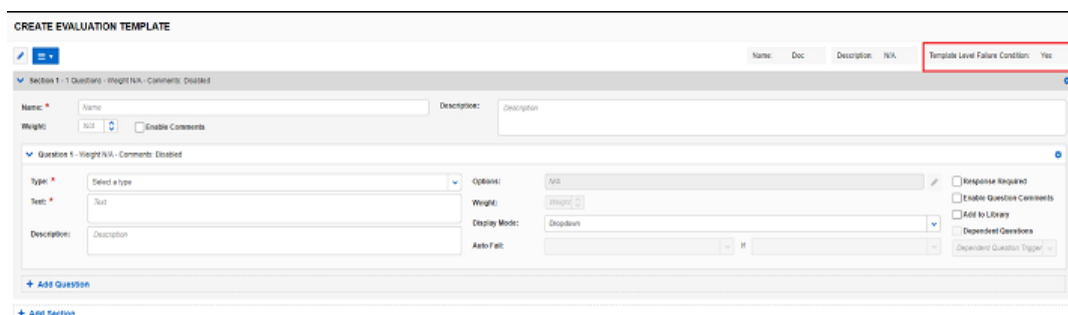 CREATE EVALUATION TEMPLATE
Name: Doc Description: N/A Template Level Failure Condition: Yes
Section 1 - 1 Questions - Weight N/A - Comments: Disabled
Name: * Name Description: Description
Weight: N/A Enable Comments
Question 1 - Weight N/A - Comments: Disabled
Type: * Select a type Options: N/A Response Required
Text: * Text Weight: Weight Enable Question Comments
Display Mode: Dropdown Add to Library
Description: Description Dependent Questions
Auto Fail: If Dependent Question Trigger
+ Add Question
+ Add Section